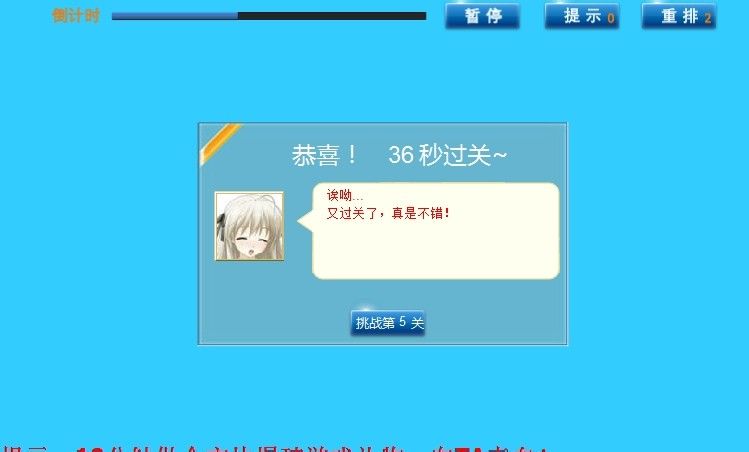 倒计时
暂停
提示 0
重排 2
恭喜！ 36 秒过关~
诶呦...
又过关了，真是不错！
挑战第 5 关